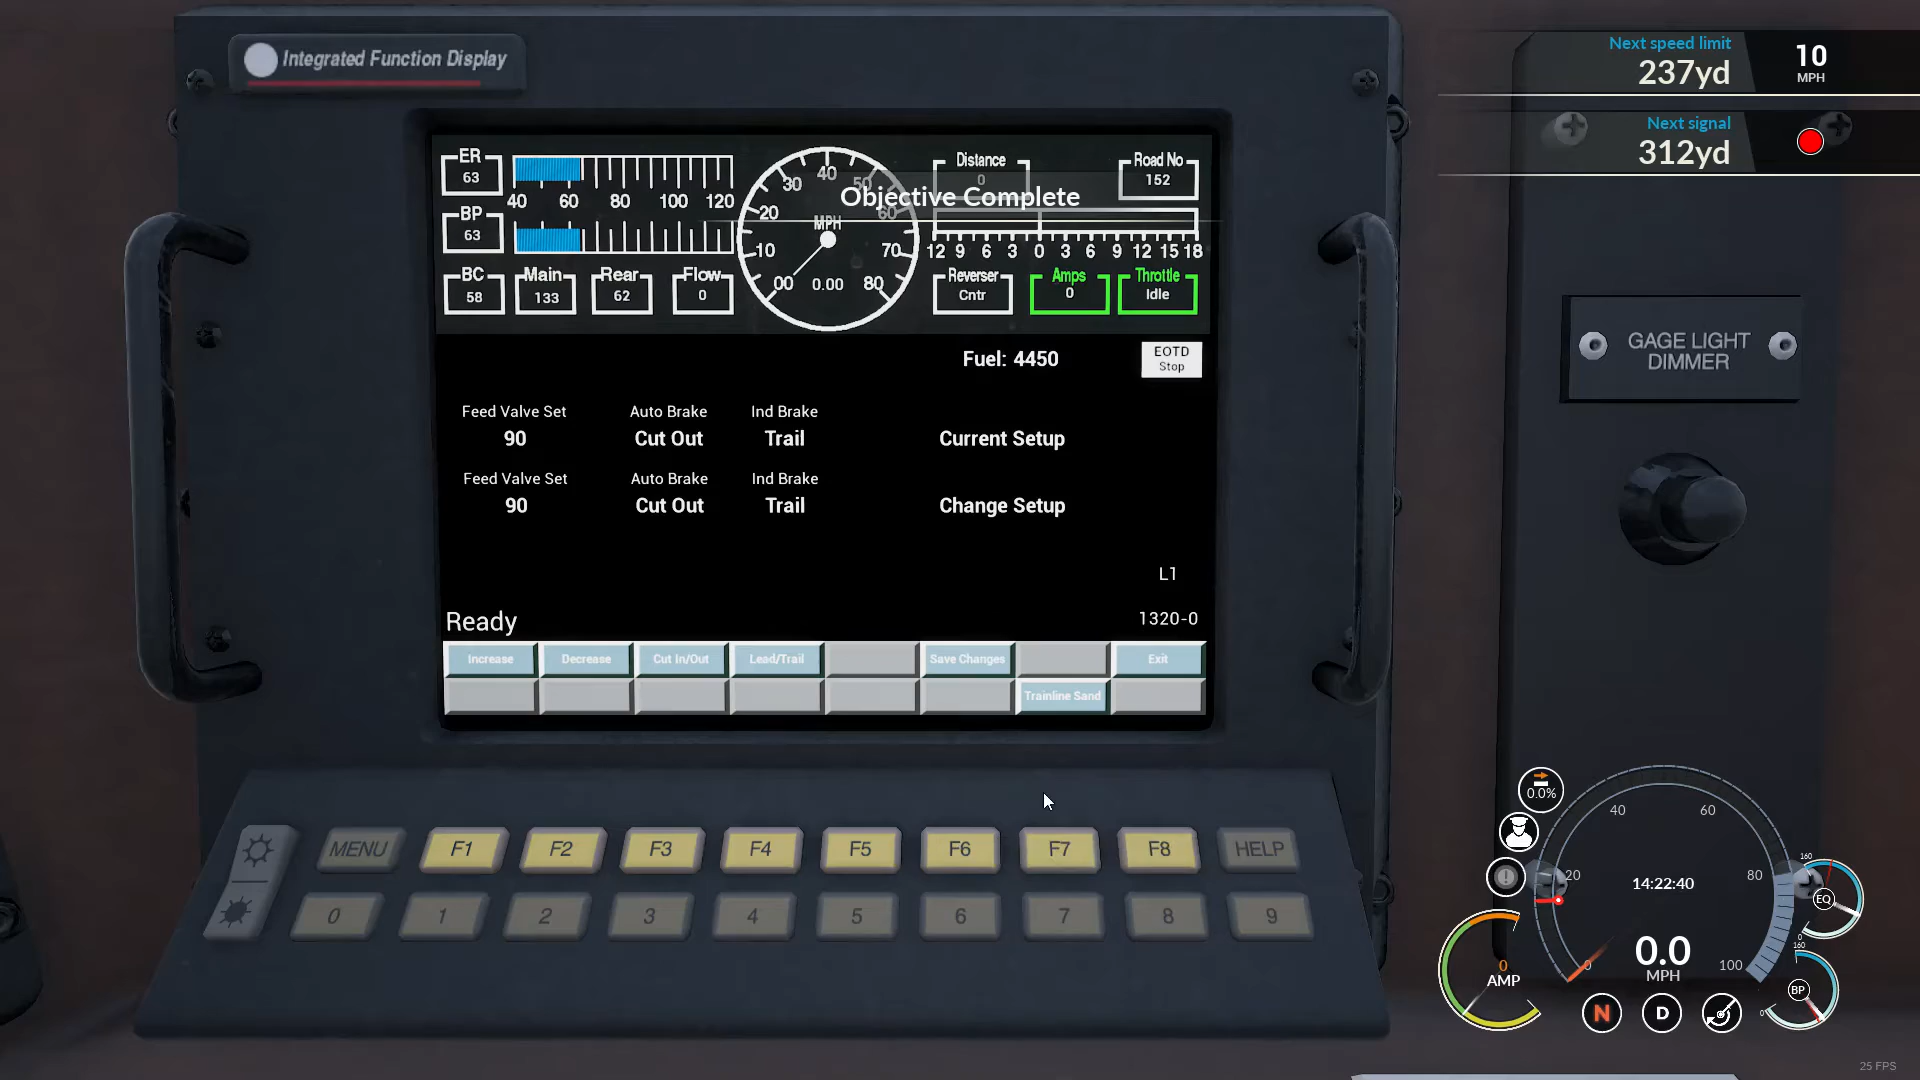 Integrated Function Display
Next speed limit
237yd
10
MPH
Next signal
312yd
ER
63
40 60 80 100 120
BP
63
BC
58
Main
133
Rear
62
Flow
0
00 10 20 30 40 50 60 70 80
MPH
0.00
Distance
0
Road No
152
Objective Complete
12 9 6 3 0 3 6 9 12 15 18
Reverser
Cntr
Amps
0
Throttle
Idle
Fuel: 4450
EOTD
Stop
Feed Valve Set Auto Brake Ind Brake
90 Cut Out Trail Current Setup
Feed Valve Set Auto Brake Ind Brake
90 Cut Out Trail Change Setup
L1
Ready
1320-0
Increase Decrease Cut In/Out Lead/Trail Save Changes Exit
Trainline Sand
MENU F1 F2 F3 F4 F5 F6 F7 F8 HELP
0 1 2 3 4 5 6 7 8 9
GAGE LIGHT
DIMMER
0.0%
0 20 40 60 80 100
14:22:40
0.0
MPH
0
AMP
160
EQ
0
160
BP
0
N D
25 FPS